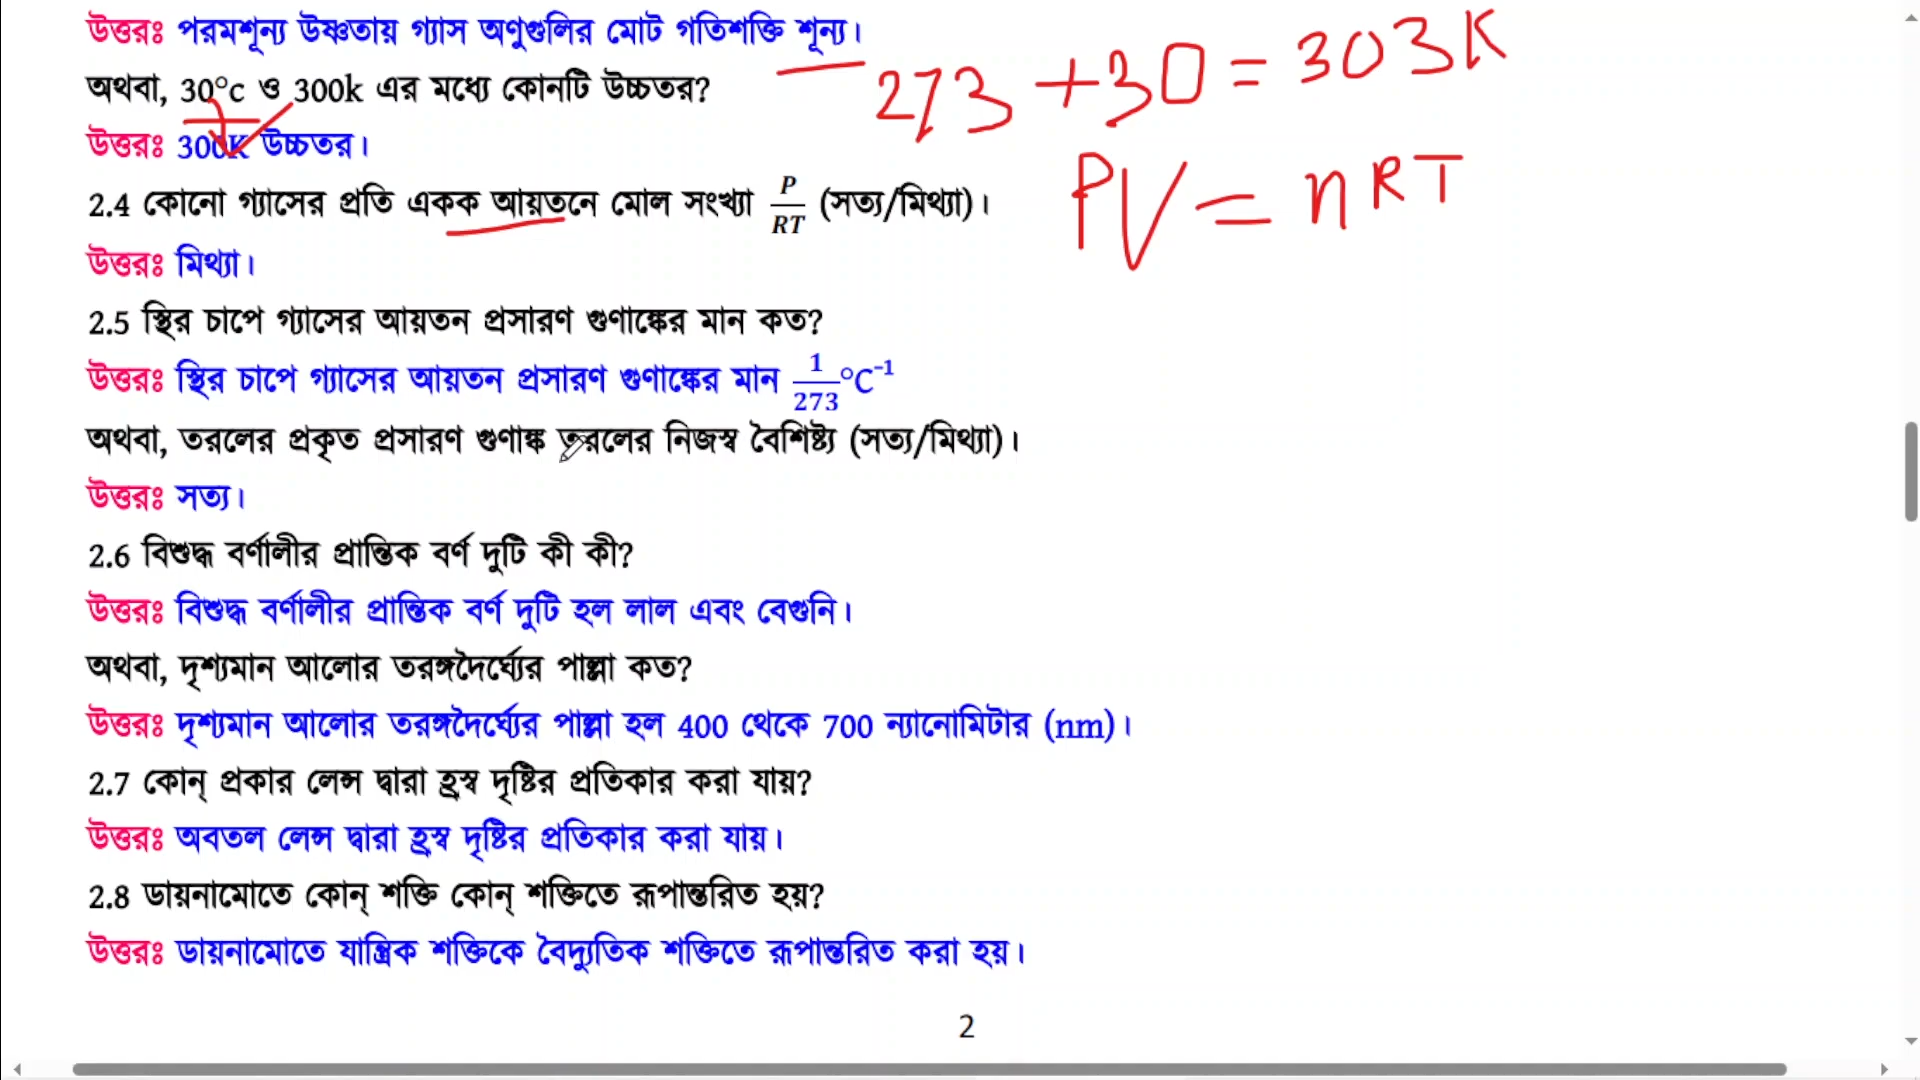 উত্তরঃ পরমশূন্য উষ্ণতায় গ্যাস অণুগুলির মোট গতিশক্তি শূন্য।
273 + 30 = 303K
অথবা, 30°c ও 300k এর মধ্যে কোনটি উচ্চতর?
উত্তরঃ 300K উচ্চতর।
2.4 কোনো গ্যাসের প্রতি একক আয়তনে মোল সংখ্যা P/RT (সত্য/মিথ্যা)।
PV = nRT
উত্তরঃ মিথ্যা।
2.5 স্থির চাপে গ্যাসের আয়তন প্রসারণ গুণাঙ্কের মান কত?
উত্তরঃ স্থির চাপে গ্যাসের আয়তন প্রসারণ গুণাঙ্কের মান 1/273 °C⁻¹
অথবা, তরলের প্রকৃত প্রসারণ গুণাঙ্ক তরলের নিজস্ব বৈশিষ্ট্য (সত্য/মিথ্যা)।
উত্তরঃ সত্য।
2.6 বিশুদ্ধ বর্ণালীর প্রান্তিক বর্ণ দুটি কী কী?
উত্তরঃ বিশুদ্ধ বর্ণালীর প্রান্তিক বর্ণ দুটি হল লাল এবং বেগুনি।
অথবা, দৃশ্যমান আলোর তরঙ্গদৈর্ঘ্যের পাল্লা কত?
উত্তরঃ দৃশ্যমান আলোর তরঙ্গদৈর্ঘ্যের পাল্লা হল 400 থেকে 700 ন্যানোমিটার (nm)।
2.7 কোন্ প্রকার লেন্স দ্বারা হ্রস্ব দৃষ্টির প্রতিকার করা যায়?
উত্তরঃ অবতল লেন্স দ্বারা হ্রস্ব দৃষ্টির প্রতিকার করা যায়।
2.8 ডায়নামোতে কোন্ শক্তি কোন্ শক্তিতে রূপান্তরিত হয়?
উত্তরঃ ডায়নামোতে যান্ত্রিক শক্তিকে বৈদ্যুতিক শক্তিতে রূপান্তরিত করা হয়।
2